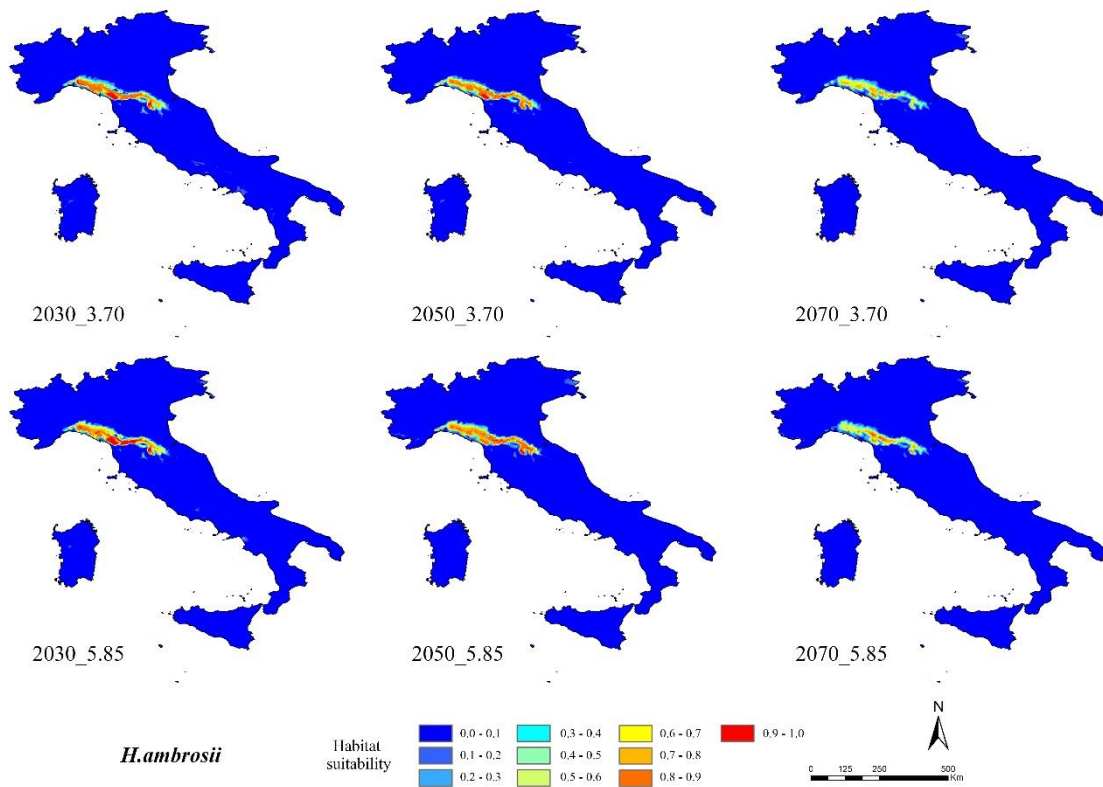 2030_3.70
2050_3.70
2070_3.70
2030_5.85
2050_5.85
2070_5.85
H.ambrosii
Habitat
suitability
0,0 - 0,1
0.1 - 0.2
0.2 - 0.3
0.3 - 0.4
0.4 - 0.5
0.5 - 0.6
0.6 - 0.7
0.7 - 0.8
0.8 - 0.9
0.9 - 1.0
N
0 125 250 500
Km